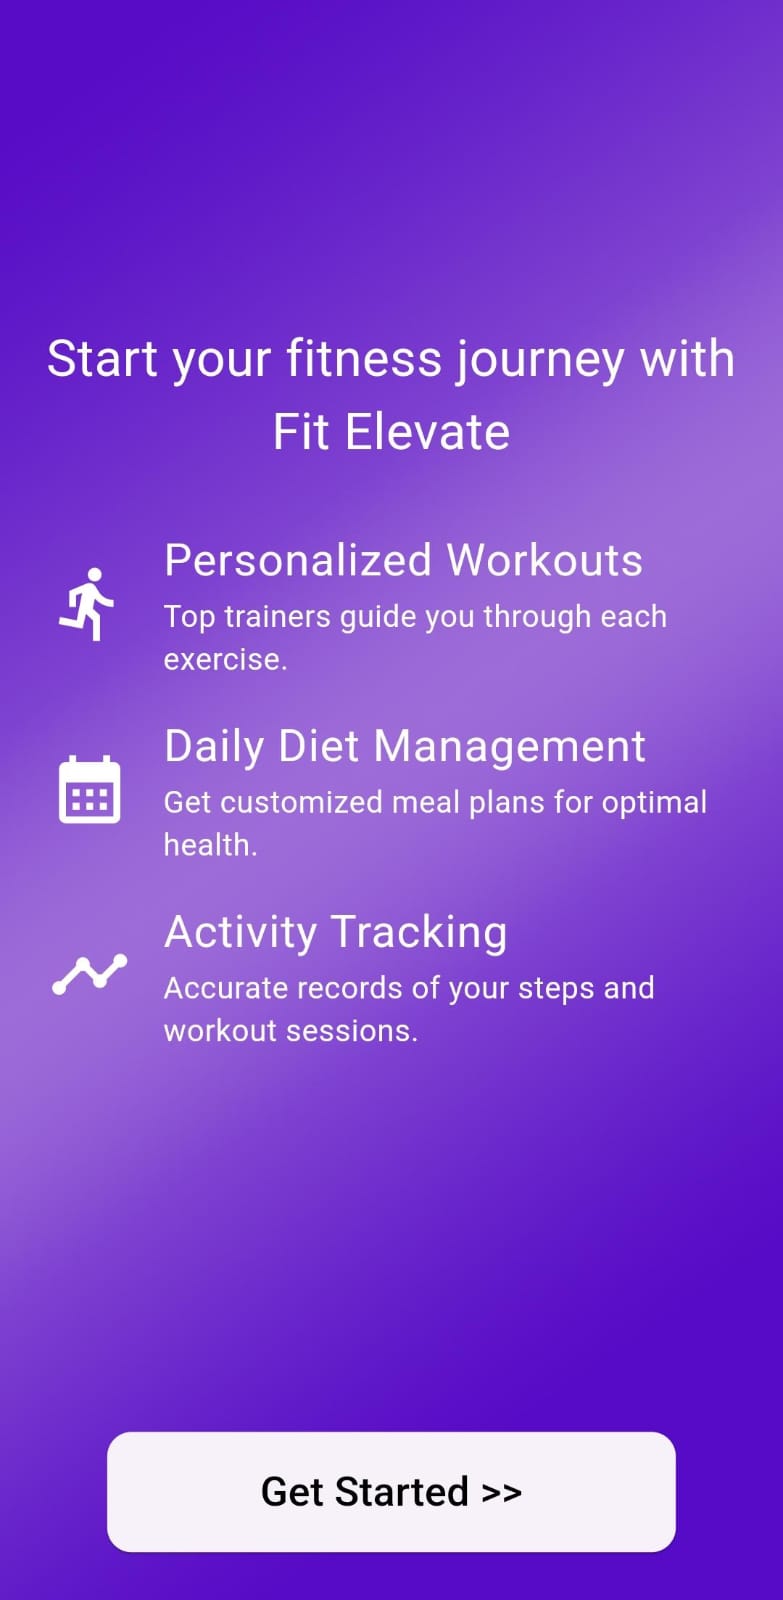 Start your fitness journey with
Fit Elevate
Personalized Workouts
Top trainers guide you through each
exercise.
Daily Diet Management
Get customized meal plans for optimal
health.
Activity Tracking
Accurate records of your steps and
workout sessions.
Get Started >>